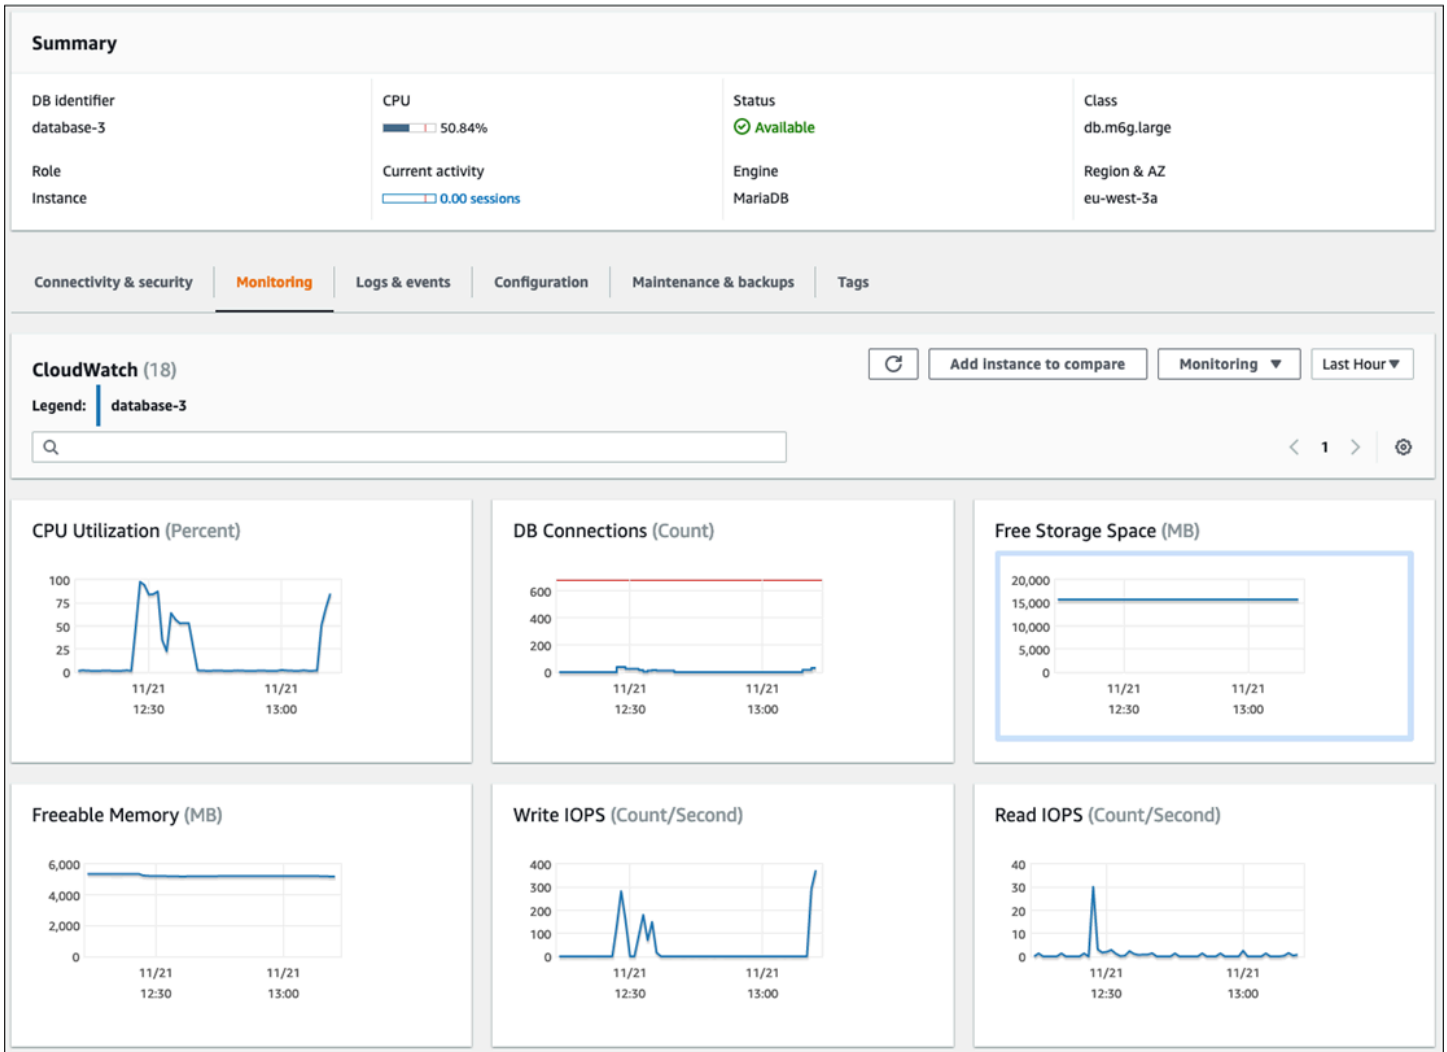 Summary
DB identifier
database-3
CPU
50.84%
Status
Available
Class
db.m6g.large
Role
Instance
Current activity
0.00 sessions
Engine
MariaDB
Region & AZ
eu-west-3a
Connectivity & security
Monitoring
Logs & events
Configuration
Maintenance & backups
Tags
CloudWatch (18)
Add instance to compare
Monitoring
Last Hour
Legend:
database-3
1
CPU Utilization (Percent)
100
75
50
25
0
11/21
12:30
11/21
13:00
DB Connections (Count)
600
400
200
0
11/21
12:30
11/21
13:00
Free Storage Space (MB)
20,000
15,000
10,000
5,000
0
11/21
12:30
11/21
13:00
Freeable Memory (MB)
6,000
4,000
2,000
0
11/21
12:30
11/21
13:00
Write IOPS (Count/Second)
400
300
200
100
0
11/21
12:30
11/21
13:00
Read IOPS (Count/Second)
40
30
20
10
0
11/21
12:30
11/21
13:00